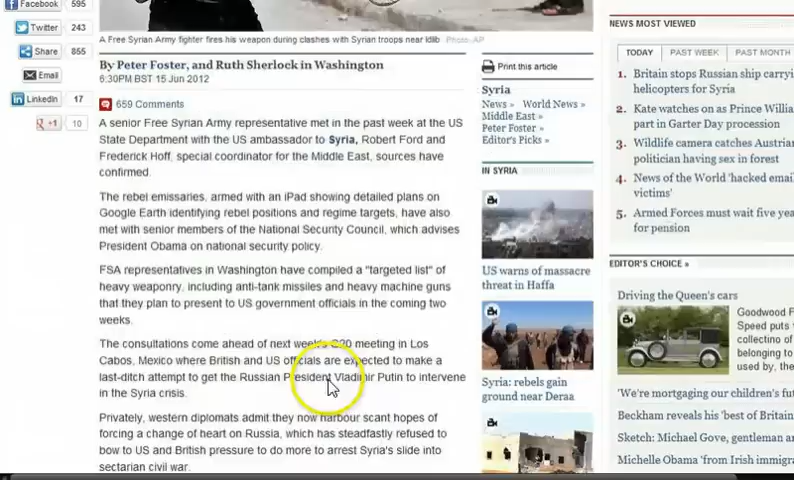 Facebook
595
Twitter
243
Share
855
Email
LinkedIn
17
+1
10
A Free Syrian Army fighter fires his weapon during clashes with Syrian troops near Idlib Photo: AP
By Peter Foster, and Ruth Sherlock in Washington
6:30PM BST 15 Jun 2012
659 Comments
A senior Free Syrian Army representative met in the past week at the US
State Department with the US ambassador to Syria, Robert Ford and
Frederick Hoff, special coordinator for the Middle East, sources have
confirmed.
The rebel emissaries, armed with an iPad showing detailed plans on
Google Earth identifying rebel positions and regime targets, have also
met with senior members of the National Security Council, which advises
President Obama on national security policy.
FSA representatives in Washington have compiled a "targeted list" of
heavy weaponry, including anti-tank missiles and heavy machine guns
that they plan to present to US government officials in the coming two
weeks.
The consultations come ahead of next week's G20 meeting in Los
Cabos, Mexico where British and US officials are expected to make a
last-ditch attempt to get the Russian President Vladimir Putin to intervene
in the Syria crisis.
Privately, western diplomats admit they now harbour scant hopes of
forcing a change of heart on Russia, which has steadfastly refused to
bow to US and British pressure to do more to arrest Syria's slide into
sectarian civil war.
Print this article
Syria
News » World News »
Middle East »
Peter Foster »
Editor's Picks »
IN SYRIA
US warns of massacre
threat in Haffa
Syria: rebels gain
ground near Deraa
NEWS MOST VIEWED
TODAY PAST WEEK PAST MONTH
1. Britain stops Russian ship carryi
helicopters for Syria
2. Kate watches on as Prince Willia
part in Garter Day procession
3. Wildlife camera catches Austrian
politician having sex in forest
4. News of the World 'hacked email
victims'
5. Armed Forces must wait five yea
for pension
EDITOR'S CHOICE »
Driving the Queen's cars
Goodwood F
Speed puts
collectino of
belonging to
used by, the
'We're mortgaging our children's fut
Beckham reveals his 'best of Britain
Sketch: Michael Gove, gentleman an
Michelle Obama 'from Irish immigra